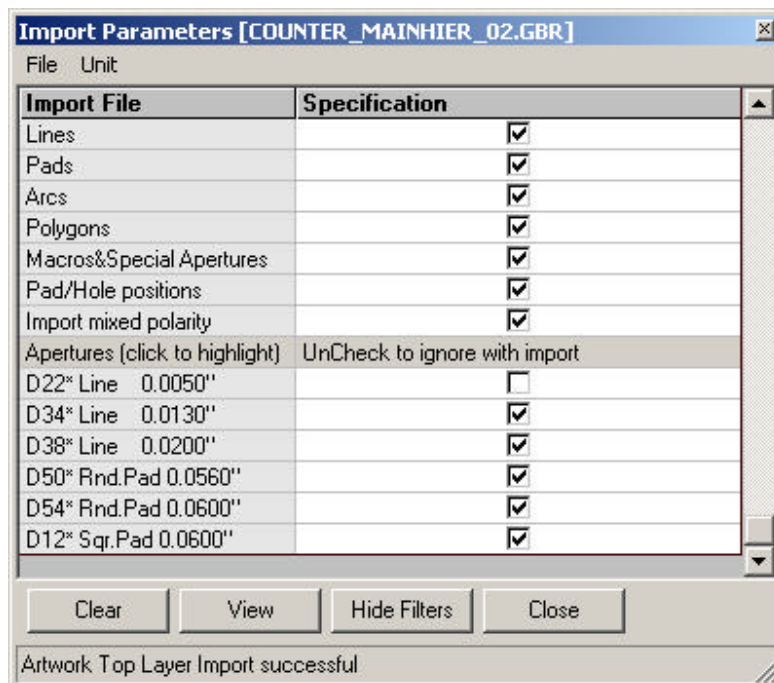 Import Parameters [COUNTER_MAINHIER_02.GBR]
File Unit
Import File Specification
Lines
Pads
Arcs
Polygons
Macros&Special Apertures
Pad/Hole positions
Import mixed polarity
Apertures (click to highlight) UnCheck to ignore with import
D22* Line 0.0050"
D34* Line 0.0130"
D38* Line 0.0200"
D50* Rnd.Pad 0.0560"
D54* Rnd.Pad 0.0600"
D12* Sqr.Pad 0.0600"
Clear View Hide Filters Close
Artwork Top Layer Import successful